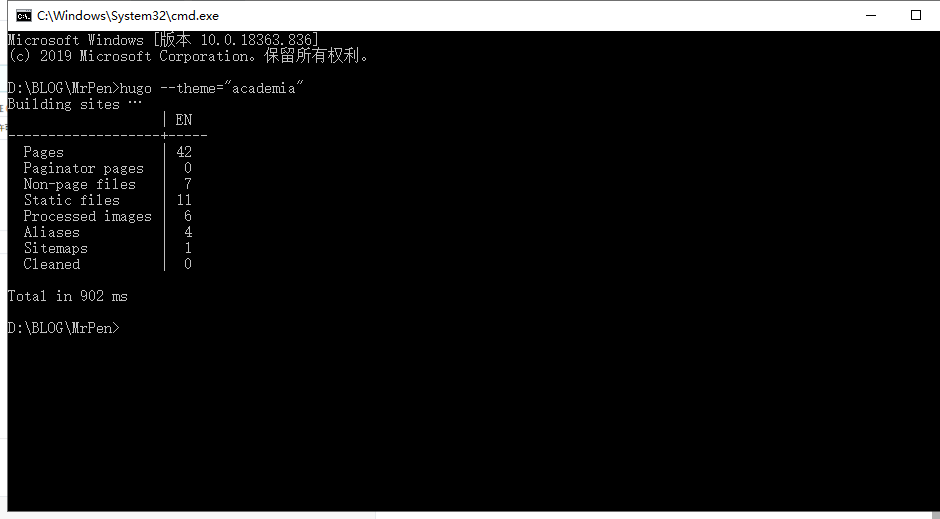 C:\Windows\System32\cmd.exe
Microsoft Windows [版本 10.0.18363.836]
(c) 2019 Microsoft Corporation。保留所有权利。
D:\BLOG\MrPen>hugo --theme="academia"
Building sites …
| EN
-------------------+-----
Pages | 42
Paginator pages | 0
Non-page files | 7
Static files | 11
Processed images | 6
Aliases | 4
Sitemaps | 1
Cleaned | 0
Total in 902 ms
D:\BLOG\MrPen>